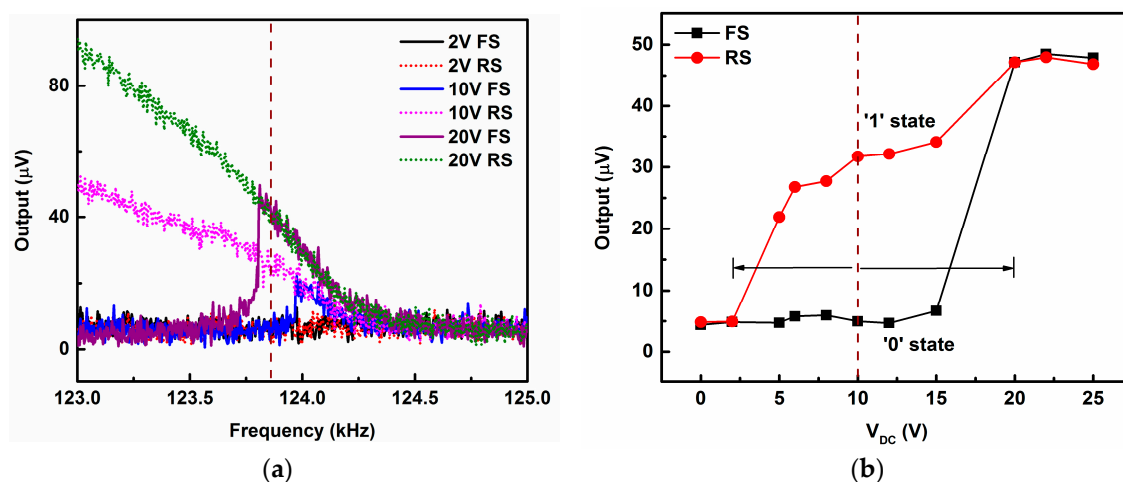 2V FS
2V RS
10V FS
10V RS
20V FS
20V RS
Output (μV)
80
40
0
123.0 123.5 124.0 124.5 125.0
Frequency (kHz)
(a)
FS
RS
'1' state
'0' state
Output (μV)
50
40
30
20
10
0
0 5 10 15 20 25
V_DC (V)
(b)